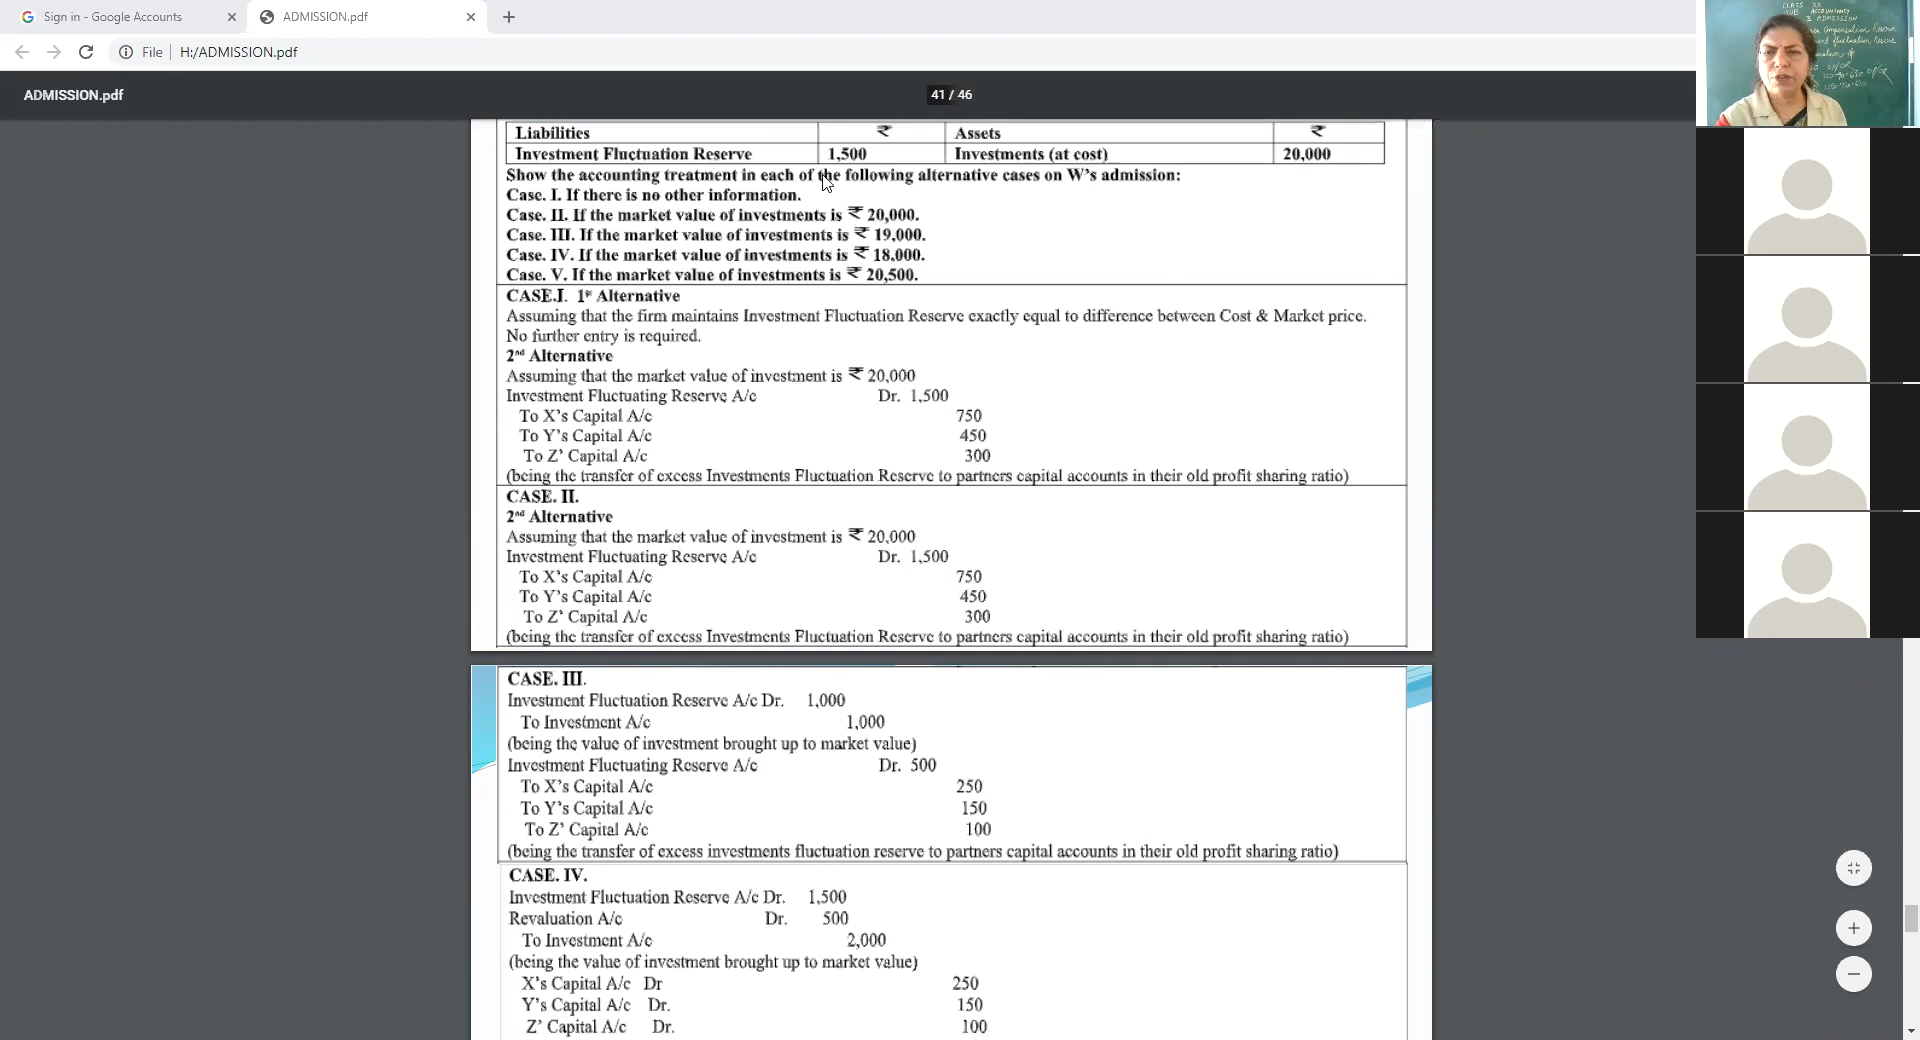 Sign in - Google Accounts
ADMISSION.pdf
File
H:/ADMISSION.pdf
ADMISSION.pdf
41 / 46
Liabilities ₹ Assets ₹
Investment Fluctuation Reserve 1,500 Investments (at cost) 20,000
Show the accounting treatment in each of the following alternative cases on W's admission:
Case. I. If there is no other information.
Case. II. If the market value of investments is ₹ 20,000.
Case. III. If the market value of investments is ₹ 19,000.
Case. IV. If the market value of investments is ₹ 18,000.
Case. V. If the market value of investments is ₹ 20,500.
CASE.I. 1st Alternative
Assuming that the firm maintains Investment Fluctuation Reserve exactly equal to difference between Cost & Market price.
No further entry is required.
2nd Alternative
Assuming that the market value of investment is ₹ 20,000
Investment Fluctuating Reserve A/c Dr. 1,500
To X's Capital A/c 750
To Y's Capital A/c 450
To Z' Capital A/c 300
(being the transfer of excess Investments Fluctuation Reserve to partners capital accounts in their old profit sharing ratio)
CASE. II.
2nd Alternative
Assuming that the market value of investment is ₹ 20,000
Investment Fluctuating Reserve A/c Dr. 1,500
To X's Capital A/c 750
To Y's Capital A/c 450
To Z' Capital A/c 300
(being the transfer of excess Investments Fluctuation Reserve to partners capital accounts in their old profit sharing ratio)
CASE. III.
Investment Fluctuation Reserve A/c Dr. 1,000
To Investment A/c 1,000
(being the value of investment brought up to market value)
Investment Fluctuating Reserve A/c Dr. 500
To X's Capital A/c 250
To Y's Capital A/c 150
To Z' Capital A/c 100
(being the transfer of excess investments fluctuation reserve to partners capital accounts in their old profit sharing ratio)
CASE. IV.
Investment Fluctuation Reserve A/c Dr. 1,500
Revaluation A/c Dr. 500
To Investment A/c 2,000
(being the value of investment brought up to market value)
X's Capital A/c Dr 250
Y's Capital A/c Dr. 150
Z' Capital A/c Dr. 100
CLASS
ACCOUNTANCY
ADMISSION
Compensation Reserve
Fluctuation Reserve